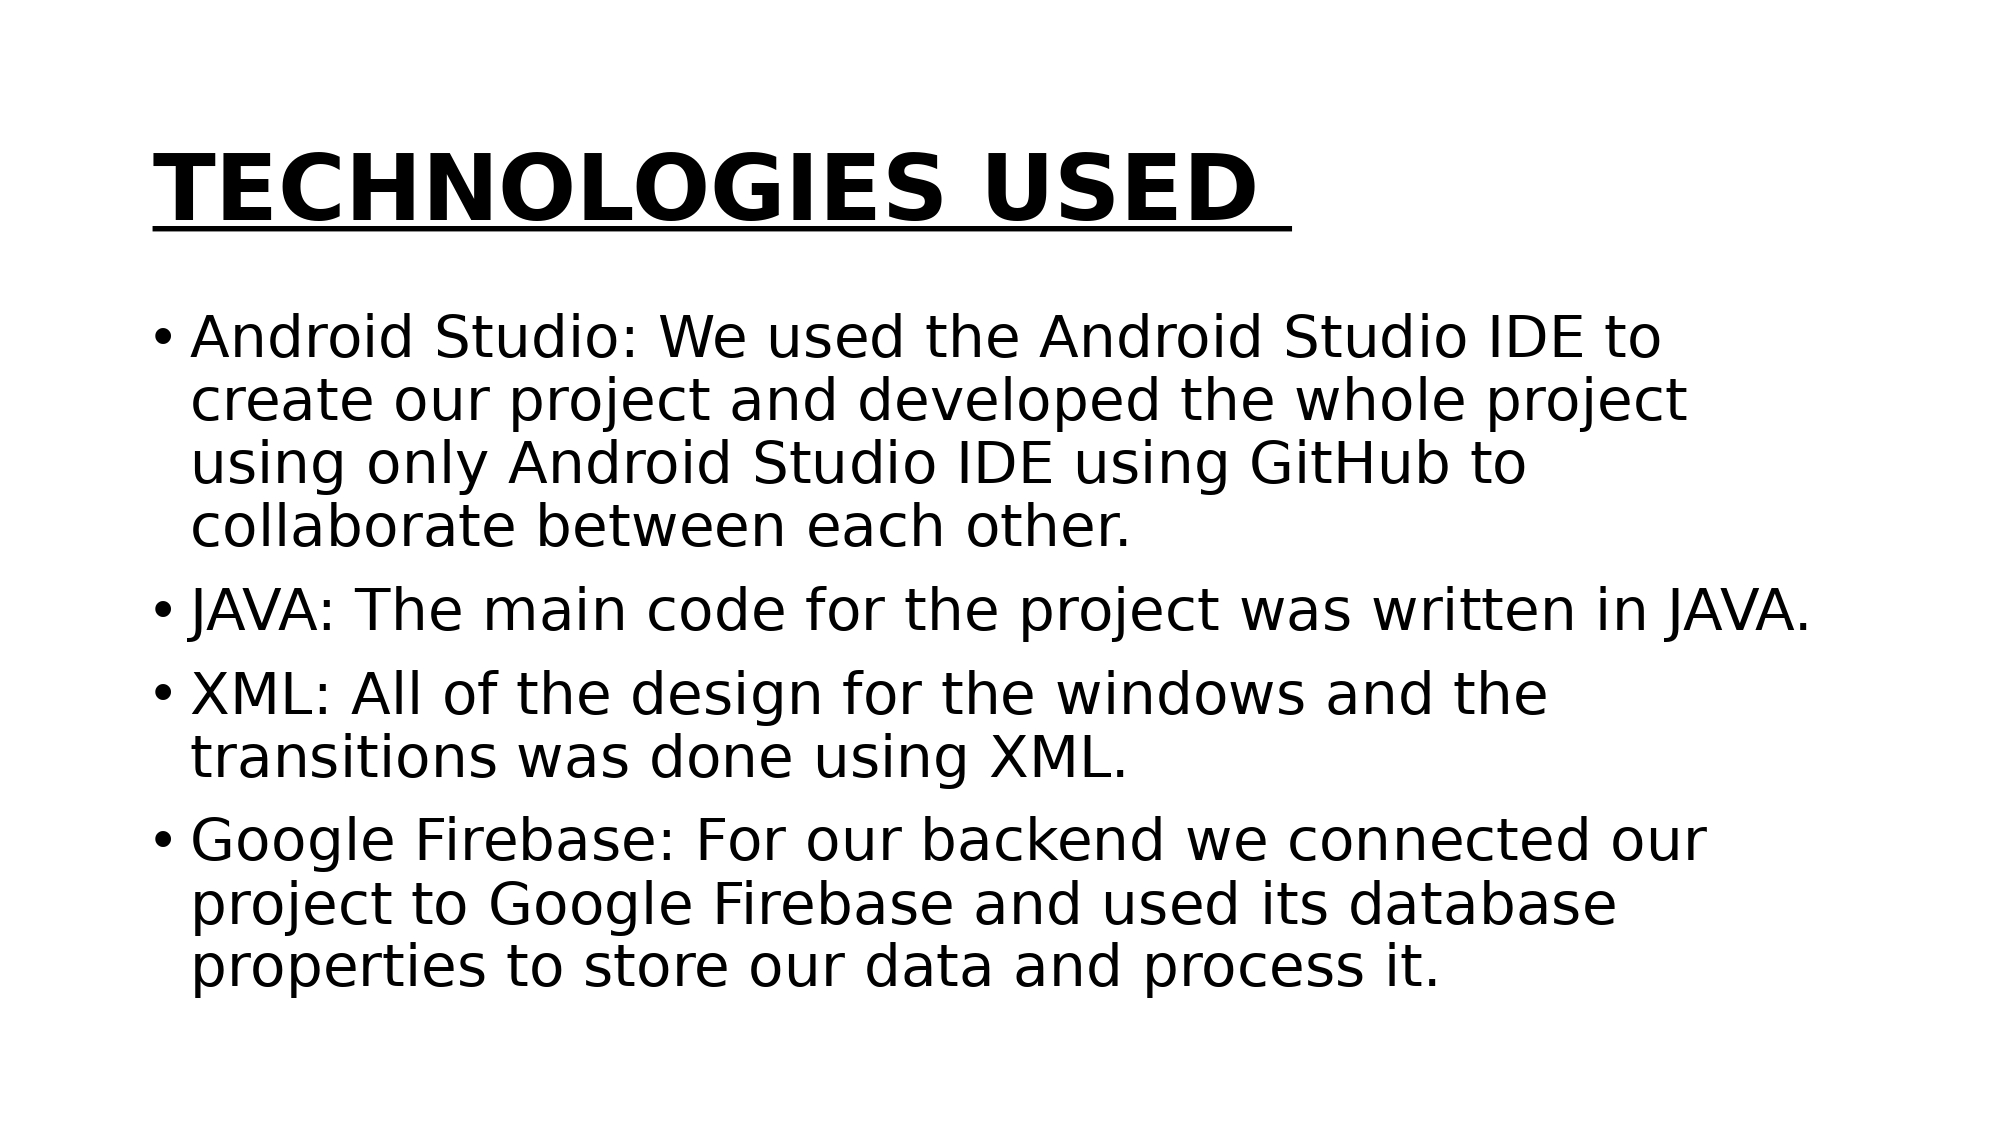 TECHNOLOGIES USED
• Android Studio: We used the Android Studio IDE to
create our project and developed the whole project
using only Android Studio IDE using GitHub to
collaborate between each other.
• JAVA: The main code for the project was written in JAVA.
• XML: All of the design for the windows and the
transitions was done using XML.
• Google Firebase: For our backend we connected our
project to Google Firebase and used its database
properties to store our data and process it.